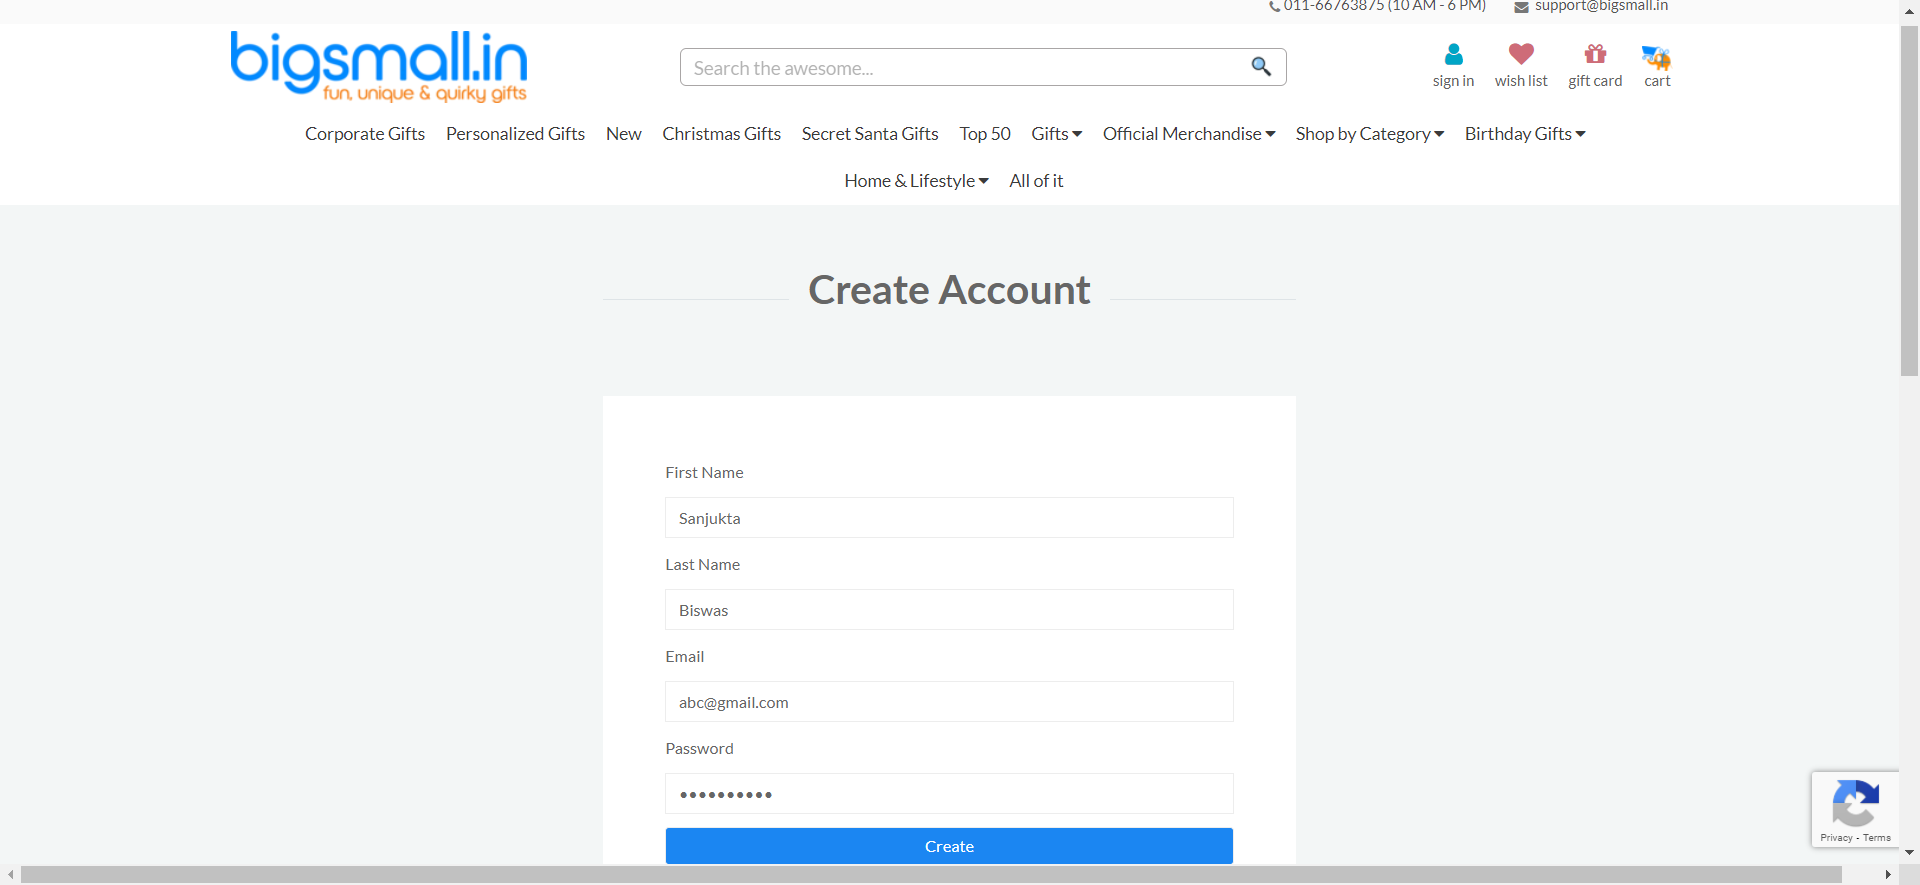 011-66763875 (10 AM - 6 PM) support@bigsmall.in
bigsmall.in
fun, unique & quirky gifts
Search the awesome...
sign in wish list gift card cart
Corporate Gifts Personalized Gifts New Christmas Gifts Secret Santa Gifts Top 50 Gifts Official Merchandise Shop by Category Birthday Gifts
Home & Lifestyle All of it
Create Account
First Name
Sanjukta
Last Name
Biswas
Email
abc@gmail.com
Password
••••••••••
Create
Privacy - Terms